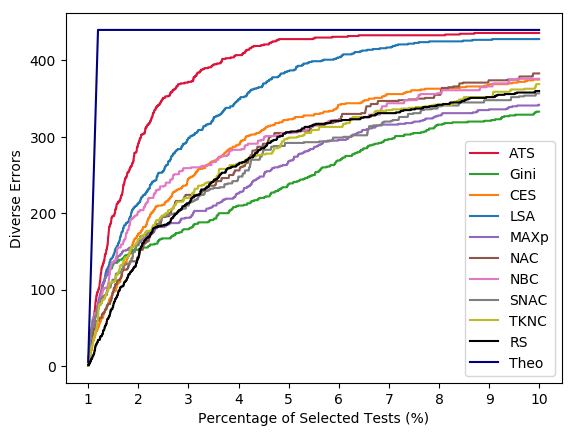 Diverse Errors
400
300
200
100
0
1 2 3 4 5 6 7 8 9 10
Percentage of Selected Tests (%)
ATS
Gini
CES
LSA
MAXp
NAC
NBC
SNAC
TKNC
RS
Theo